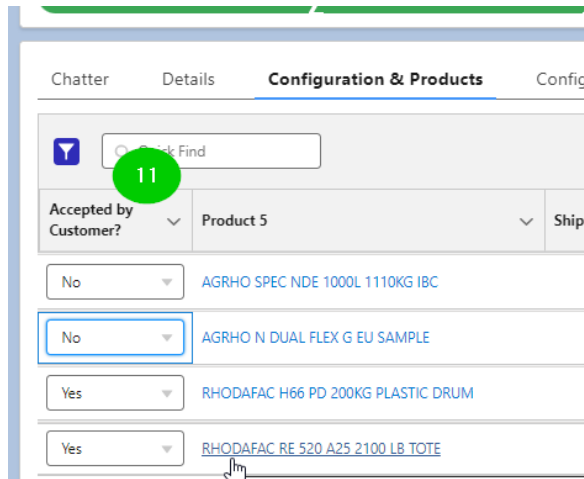 Chatter Details Configuration & Products Config
Quick Find
11
Accepted by
Customer?
Product 5 Ship
No AGRHO SPEC NDE 1000L 1110KG IBC
No AGRHO N DUAL FLEX G EU SAMPLE
Yes RHODAFAC H66 PD 200KG PLASTIC DRUM
Yes RHODAFAC RE 520 A25 2100 LB TOTE